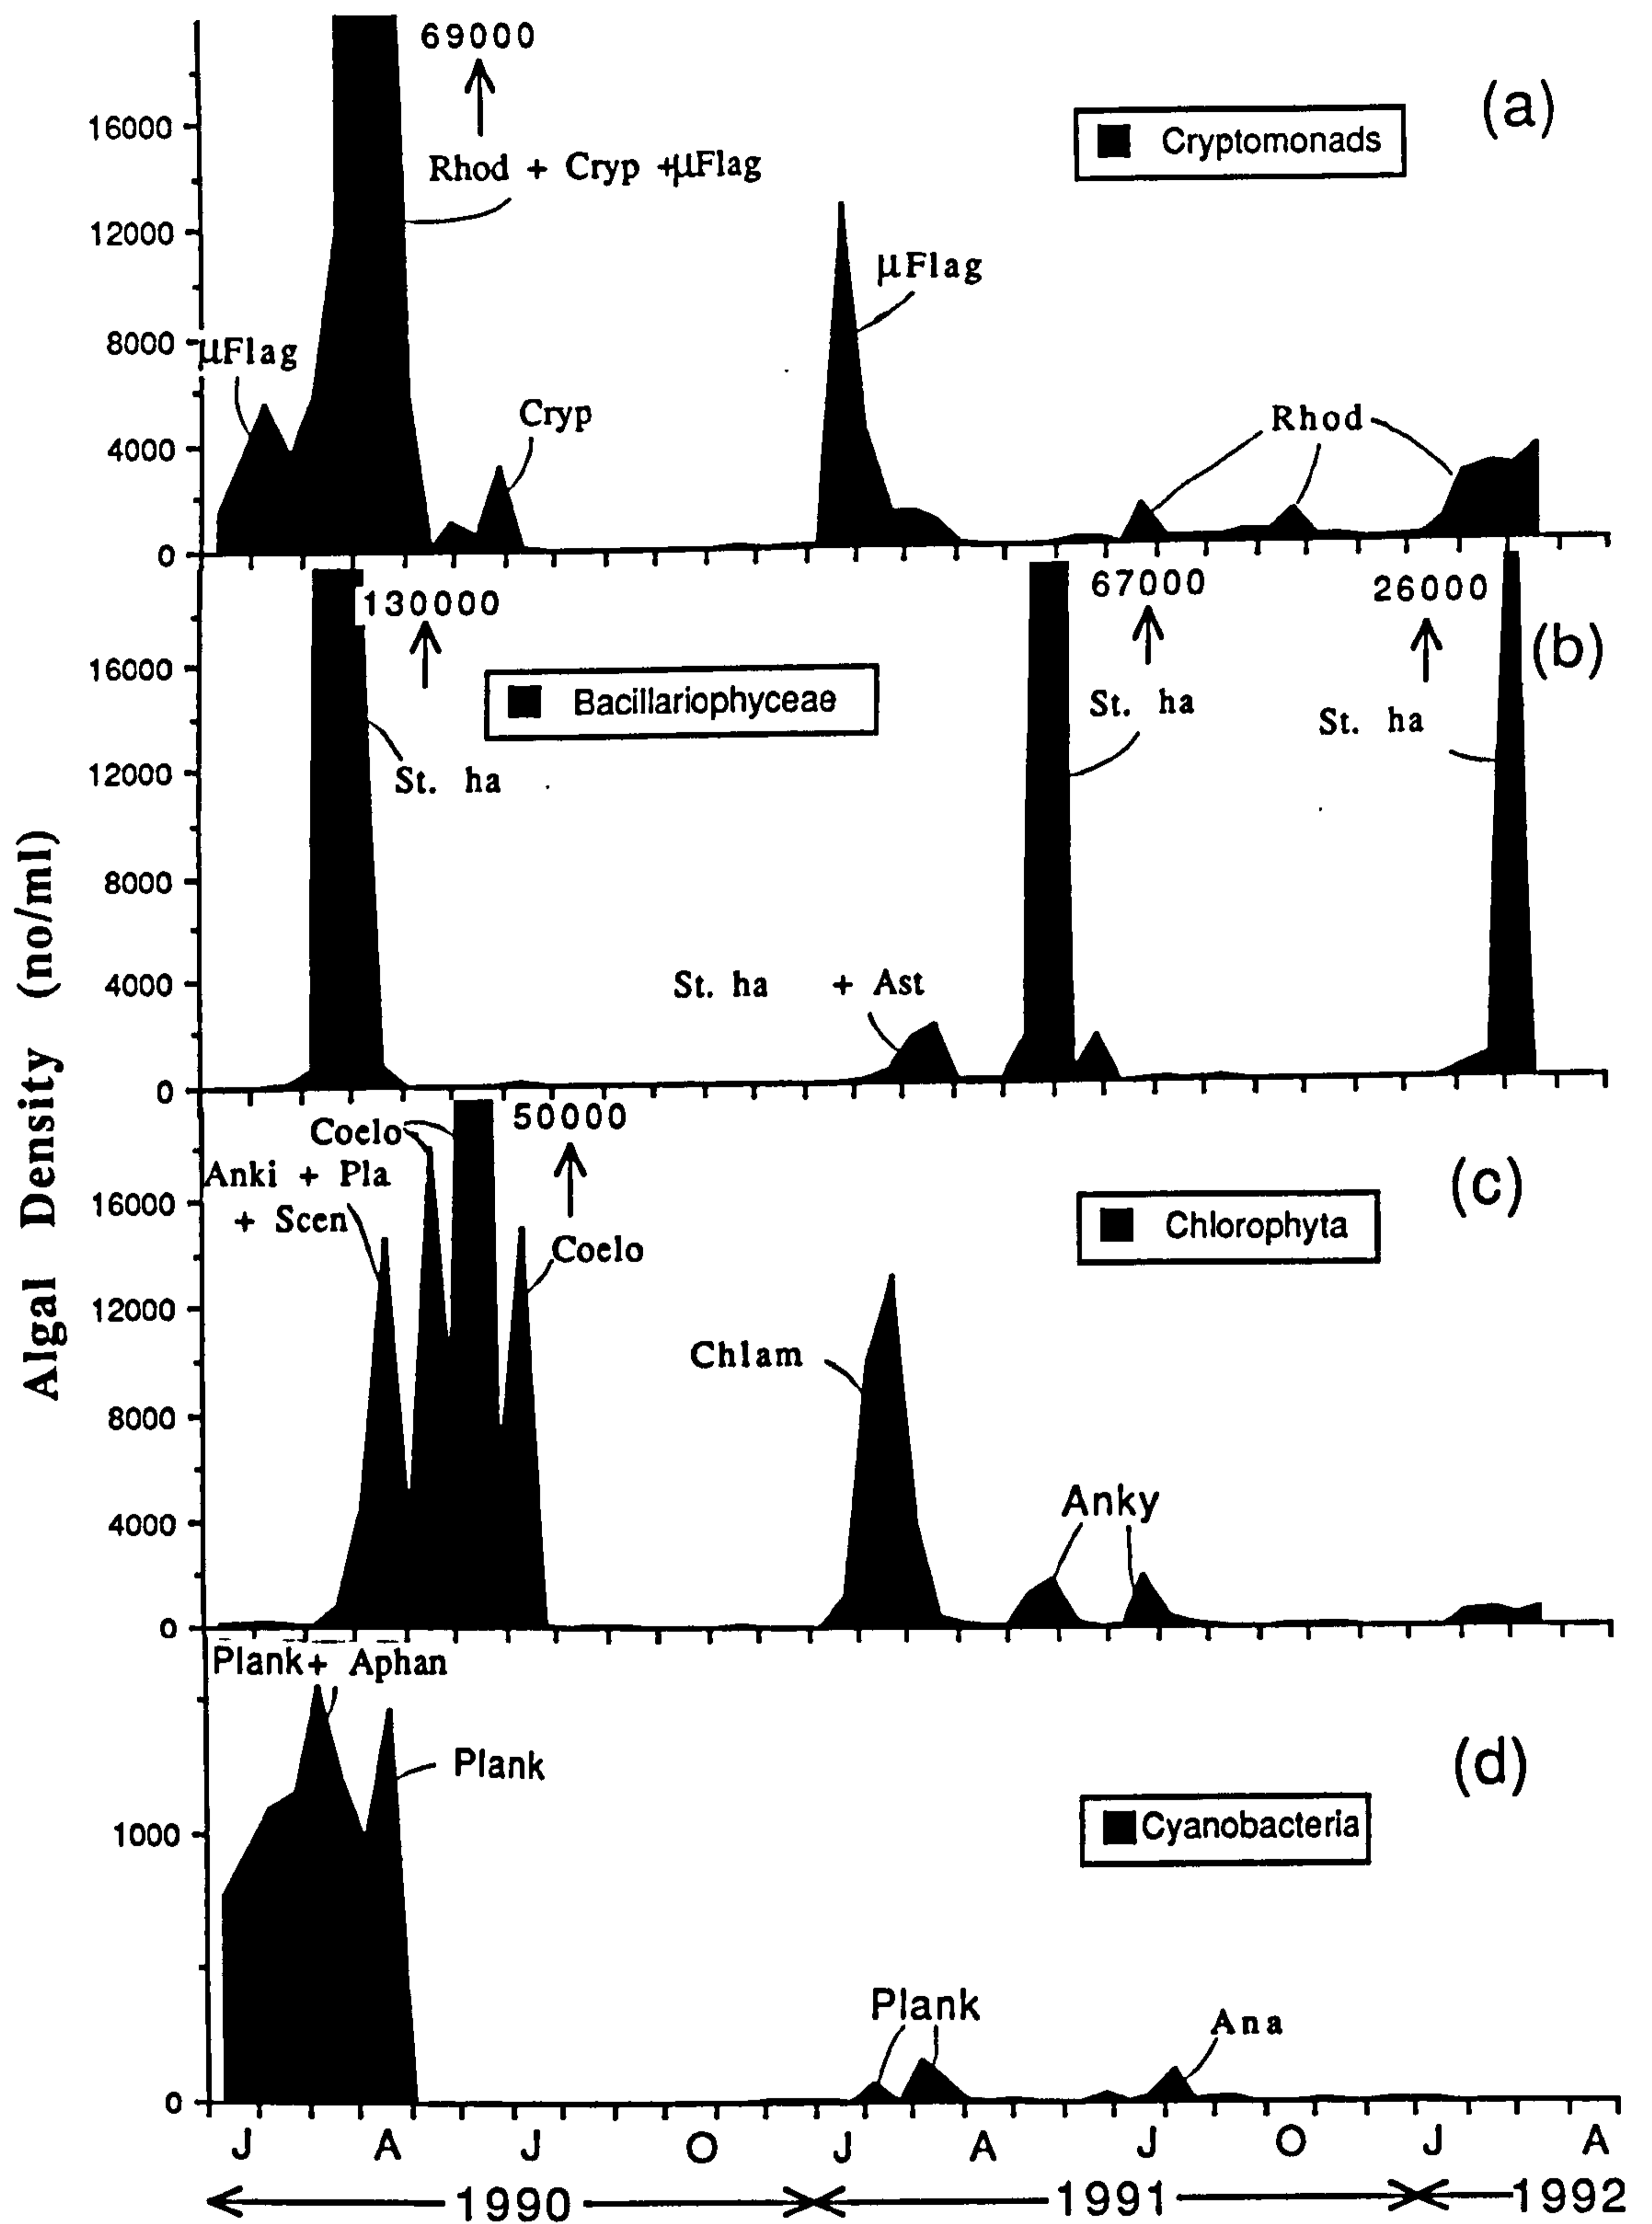 69000
(a)
16000
Cryptomonads
Rhod + Cryp +µFlag
12000
µFlag
8000
µFlag
Cryp
Rhod
4000
0
130000
67000
26000
(b)
16000
Bacillariophyceae
St. ha
St. ha
12000
St. ha
8000
4000
St. ha + Ast
0
Coelo
50000
Anki + Pla
+ Scen
(c)
16000
Chlorophyta
Coelo
12000
Chlam
8000
Anky
4000
0
Plank+ Aphan
Plank
(d)
1000
Cyanobacteria
Plank
Ana
0
J A J O J A J O J A
1990 1991 1992
Algal Density (no/ml)